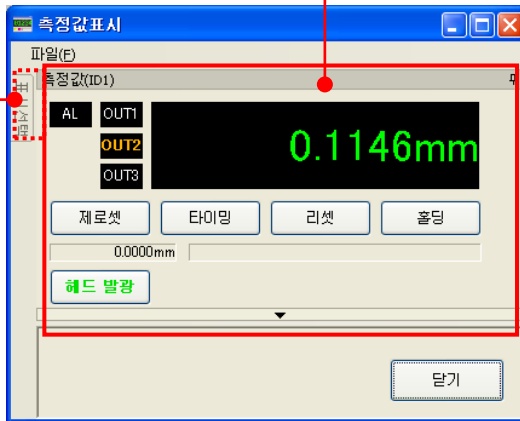 측정값표시
파일(F)
측정값(ID1)
AL OUT1
OUT2
OUT3
0.1146mm
제로셋 타이밍 리셋 홀딩
0.0000mm
헤드 발광
닫기